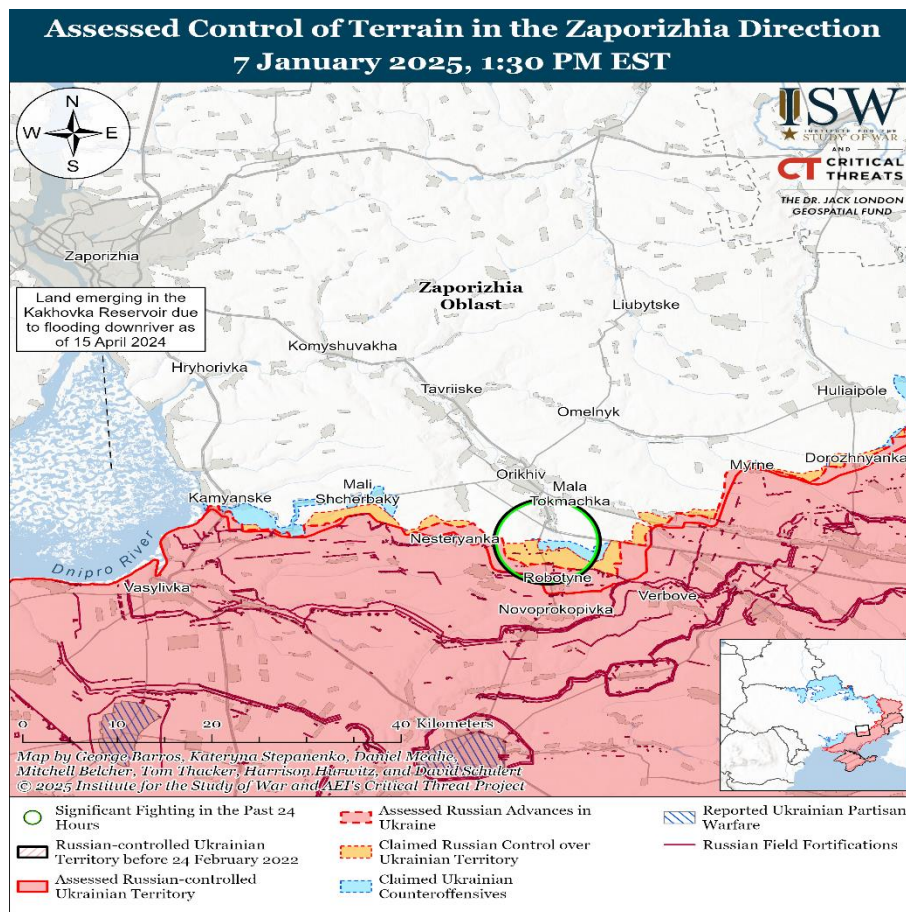 Assessed Control of Terrain in the Zaporizhia Direction
7 January 2025, 1:30 PM EST
N
W
E
S
ISW
INSTITUTE FOR THE
STUDY OF WAR
AND
CT CRITICAL
THREATS
THE DR. JACK LONDON
GEOSPATIAL FUND
Zaporizhia
Land emerging in the
Kakhovka Reservoir due
to flooding downriver as
of 15 April 2024
Zaporizhia
Oblast
Liubytske
Komyshuvakha
Hryhorivka
Tavriiske
Huliaipole
Omelnyk
Orikhiv
Myrne
Dorozhnyanka
Mali
Shcherbaky
Mala
Tokmachka
Kamyanske
Nesteryanka
Dnipro River
Vasylivka
Robotyne
Verbove
Novoprokopivka
0
10
20
40 Kilometers
Map by George Barros, Kateryna Stepanenko, Daniel Mealie,
Mitchell Belcher, Tom Thacker, Harrison Hurwitz, and David Schulert
© 2025 Institute for the Study of War and AEI's Critical Threat Project
Significant Fighting in the Past 24
Hours
Russian-controlled Ukrainian
Territory before 24 February 2022
Assessed Russian-controlled
Ukrainian Territory
Assessed Russian Advances in
Ukraine
Claimed Russian Control over
Ukrainian Territory
Claimed Ukrainian
Counteroffensives
Reported Ukrainian Partisan
Warfare
Russian Field Fortifications